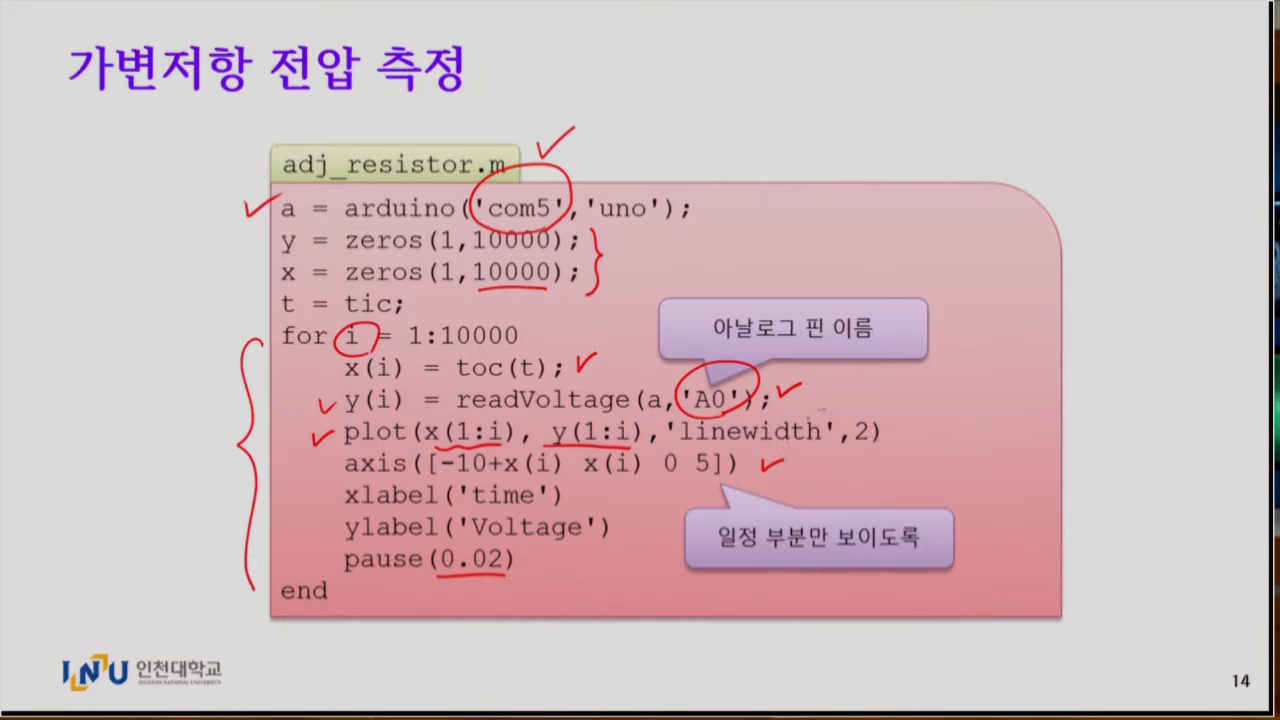 가변저항 전압 측정
adj_resistor.m
a = arduino('com5','uno');
y = zeros(1,10000);
x = zeros(1,10000);
t = tic;
for i = 1:10000
아날로그 핀 이름
x(i) = toc(t);
y(i) = readVoltage(a,'A0');
plot(x(1:i), y(1:i),'linewidth',2)
axis([-10+x(i) x(i) 0 5])
xlabel('time')
ylabel('Voltage')
일정 부분만 보이도록
pause(0.02)
end
INU 인천대학교
14